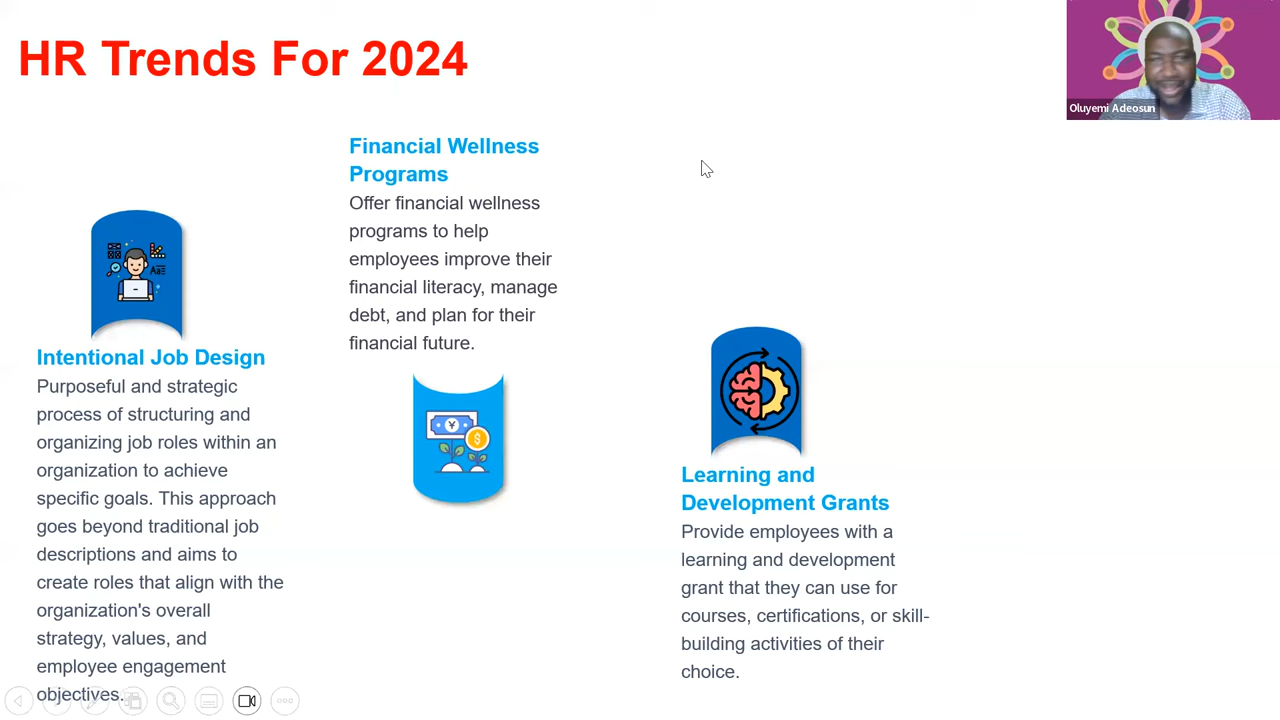 HR Trends For 2024
Oluyemi Adeosun
Intentional Job Design
Purposeful and strategic
process of structuring and
organizing job roles within an
organization to achieve
specific goals. This approach
goes beyond traditional job
descriptions and aims to
create roles that align with the
organization's overall
strategy, values, and
employee engagement
objectives.
Financial Wellness
Programs
Offer financial wellness
programs to help
employees improve their
financial literacy, manage
debt, and plan for their
financial future.
Learning and
Development Grants
Provide employees with a
learning and development
grant that they can use for
courses, certifications, or skill-
building activities of their
choice.